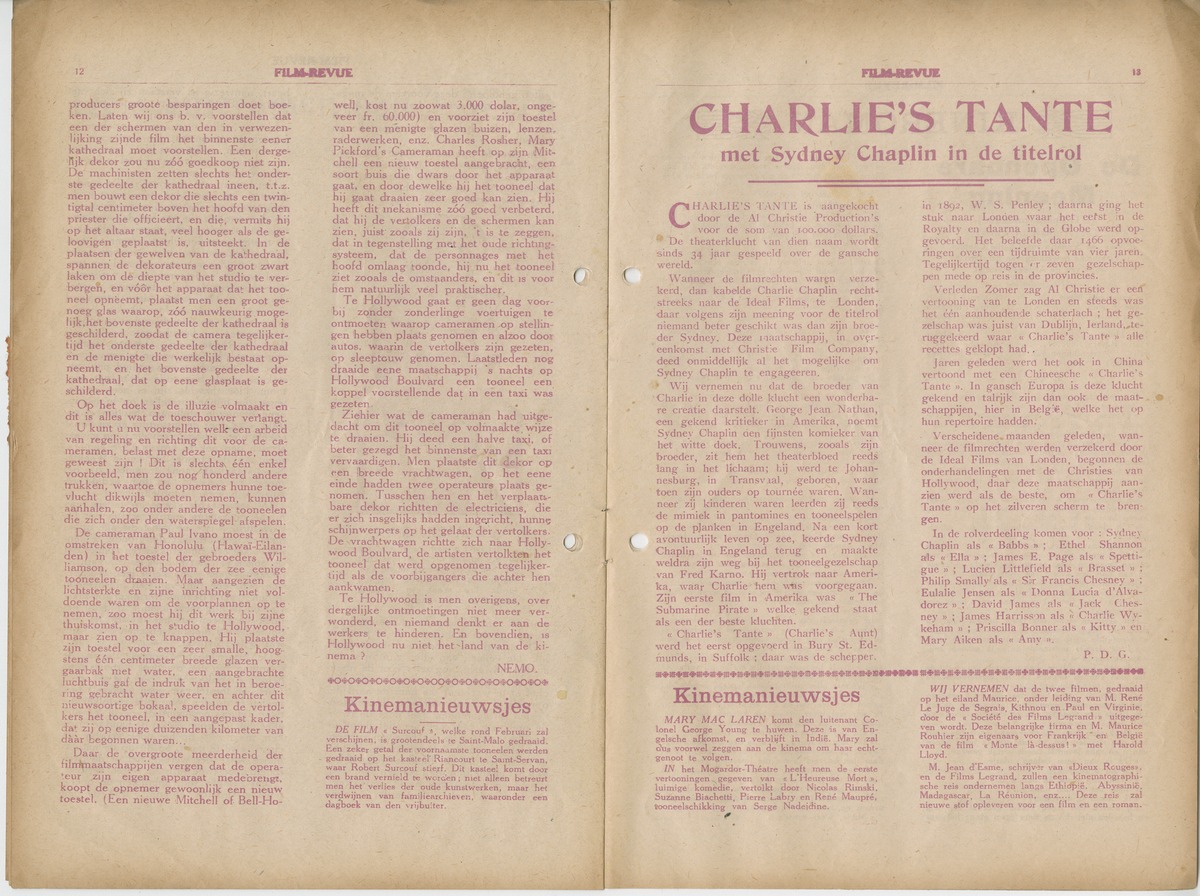 12
FILM-REVUE
producers groote besparingen doet boe-
ken. Laten wij ons b. v. voorstellen dat
een der schermen van den in verwezen-
lijking zijnde film het binnenste eener
kathedraal moet voorstellen. Een derge-
lijk dekor zou nu zóó goedkoop niet zijn.
De machinisten zetten slechts het onder-
ste gedeelte der kathedraal ineen, t.t.z.
men bouwt een dekor die slechts een twin-
tigtal centimeter boven het hoofd van den
priester die officieert, en die, vermits hij
op het altaar staat, veel hooger als de ge-
loovigen geplaatst is, uitsteekt. In de
plaatsen der gewelven van de kathedraal,
spannen de dekorateurs een groot zwart
laken om de diepte van het studio te ver-
bergen, en vóór het apparaat dat het too-
neel opneemt, plaatst men een groot ge-
noeg glas waarop, zóó nauwkeurig moge-
lijk,het bovenste gedeelte der kathedraal is
geschilderd, zoodat de camera tegelijker-
tijd het onderste gedeelte der kathedraal
en de menigte die werkelijk bestaat op-
neemt, en het bovenste gedeelte der
kathedraal, dat op eene glasplaat is ge-
schilderd.
Op het doek is de illuzie volmaakt en
dit is alles wat de toeschouwer verlangt.
U kunt u nu voorstellen welk een arbeid
van regeling en richting dit voor de ca-
meramen, belast met deze opname, moet
geweest zijn ! Dit is slechts één enkel
voorbeeld, men zou nog honderd andere
trukken, waartoe de opnemers hunne toe-
vlucht dikwijls moeten nemen, kunnen
aanhalen, zoo onder andere de tooneelen
die zich onder den waterspiegel afspelen.
De cameraman Paul Ivano moest in de
omstreken van Honolulu (Hawaï-Eilan-
den) in het toestel der gebroeders Wil-
liamson, op den bodem der zee eenige
tooneelen draaien. Maar aangezien de
lichtsterkte en zijne inrichting niet vol-
doende waren om de voorplannen op te
nemen, zoo moest hij dit werk bij zijne
thuiskomst, in het studio te Hollywood,
maar zien op te knappen. Hij plaatste
zijn toestel voor een zeer smalle, hoog-
stens één centimeter breede glazen ver-
gaarbak met water, een aangebrachte
luchtbuis gaf de indruk van het in beroe-
ring gebracht water weer, en achter dit
nieuwsoortige bokaal, speelden de vertol-
kers het tooneel, in een aangepast kader,
dat zij op eenige duizenden kilometer van
dààr begonnen waren...
Daar de overgroote meerderheid der
filmmaatschappijen vergen dat de opera-
teur zijn eigen apparaat medebrengt,
koopt de opnemer gewoonlijk een nieuw
toestel. (Een nieuwe Mitchell of Bell-Ho-
well, kost nu zoowat 3.000 dolar, onge-
veer fr. 60.000) en voorziet zijn toestel
van een menigte glazen buizen, lenzen,
raderwerken, enz. Charles Rosher, Mary
Pickford's Cameraman heeft op zijn Mit-
chell een nieuw toestel aangebracht, een
soort buis die dwars door het apparaat
gaat, en door dewelke hij het tooneel dat
hij gaat draaien zeer goed kan zien. Hij
heeft dit mekanisme zóó goed verbeterd,
dat hij de vertolkers en de schermen kan
zien, juist zooals zij zijn, 't is te zeggen,
dat in tegenstelling met het oude richting-
systeem, dat de personnages met het
hoofd omlaag toonde, hij nu het tooneel
ziet zooals de omstanders, en dit is voor
hem natuurlijk veel praktischer.
Te Hollywood gaat er geen dag voor-
bij zonder zonderlinge voertuigen te
ontmoeten waarop cameramen op stellin-
gen hebben plaats genomen en alzoo door
autos, waarin de vertolkers zijn gezeten,
op sleeptouw genomen. Laatstleden nog
draaide eene maatschappij 's nachts op
Hollywood Boulvard een tooneel een
koppel voorstellende dat in een taxi was
gezeten.
Ziehier wat de cameraman had uitge-
dacht om dit tooneel op volmaakte wijze
te draaien. Hij deed een halve taxi, of
beter gezegd het binnenste van een taxi
vervaardigen. Men plaatste dit dekor op
een breede vrachtwagen, op het eene
einde hadden twee operateurs plaats ge-
nomen. Tusschen hen en het verplaats-
bare dekor richtten de electriciens, die
er zich insgelijks hadden ingericht, hunne
schijnwerpers op het gelaat der vertolkers.
De vrachtwagen richtte zich naar Holly-
wood Boulvard, de artisten vertolkten het
tooneel dat werd opgenomen tegelijker-
tijd als de voorbijgangers die achter hen
aankwamen.
Te Hollywood is men overigens, over
dergelijke ontmoetingen niet meer ver-
wonderd, en niemand denkt er aan de
werkers te hinderen. En bovendien, is
Hollywood nu niet het land van de ki-
nema ?
NEMO.
Kinemanieuwsjes
DE FILM « Surcouf », welke rond Februari zal
verschijnen, is grootendeels te Saint-Malo gedraaid.
Een zeker getal der voornaamste tooneelen werden
gedraaid op het kasteel Riancourt te Saint-Servan,
waar Robert Surcouf stierf. Dit kasteel komt door
een brand vernield te worden ; met alleen betreurt
men het verlies der oude kunstwerken, maar het
verdwijnen van familienarchieven, waaronder een
dagboek van den vrijbuiter.
FILM-REVUE
13
CHARLIE'S TANTE
met Sydney Chaplin in de titelrol
CHARLIE'S TANTE is aangekocht
door de Al Christie Production's
voor de som van 100.000 dollars.
De theaterklucht van dien naam wordt
sinds 34 jaar gespeeld over de gansche
wereld.
Wanneer de filmrechten waren verze-
kerd, dan kabelde Charlie Chaplin recht-
streeks naar de Ideal Films, te Londen,
daar volgens zijn meening voor de titelrol
niemand beter geschikt was dan zijn broe-
der Sydney. Deze maatschappij, in over-
eenkomst met Christie Film Company,
deed onmiddellijk al het mogelijke om
Sydney Chaplin te engageeren.
Wij vernemen nu dat de broeder van
Charlie in deze dolle klucht een wonderba-
re creatie daarstelt. George Jean Nathan,
een gekend kritieker in Amerika, noemt
Sydney Chaplin den fijnsten komieker van
het witte doek. Trouwens, zooals zijn
broeder, zit hem het theaterbloed reeds
lang in het lichaam; hij werd te Johan-
nesburg, in Transvaal, geboren, waar
toen zijn ouders op tournée waren. Wan-
neer zij kinderen waren leerden zij reeds
de mimiek in pantomines en tooneelspelen
op de planken in Engeland. Na een kort
avontuurlijk leven op zee, keerde Sydney
Chaplin in Engeland terug en maakte
weldra zijn weg bij het tooneelgezelschap
van Fred Karno. Hij vertrok naar Ameri-
ka, waar Charlie hem was voorgegaan.
Zijn eerste film in Amerika was « The
Submarine Pirate » welke gekend staat
als een der beste kluchten.
« Charlie's Tante » (Charlie's Aunt)
werd het eerst opgevoerd in Bury St. Ed-
munds, in Suffolk ; daar was de schepper,
in 1892, W. S. Penley ; daarna ging het
stuk naar Londen waar het eerst in de
Royalty en daarna in de Globe werd op-
gevoerd. Het beleefde daar 1466 opvoe-
ringen over een tijdruimte van vier jaren.
Tegelijkertijd togen er zeven gezelschap-
pen mede op reis in de provincies.
Verleden Zomer zag Al Christie er een
vertooning van te Londen en steeds was
het één aanhoudende schaterlach ; het ge-
zelschap was juist van Dublijn, Ierland, te-
ruggekeerd waar « Charlie's Tante » alle
recettes geklopt had.
Jaren geleden werd het ook in China
vertoond met een Chineesche « Charlie's
Tante ». In gansch Europa is deze klucht
gekend en talrijk zijn dan ook de maat-
schappijen, hier in België, welke het op
hun repertoire hadden.
Verscheidene maanden geleden, wan-
neer de filmrechten werden verzekerd door
de Ideal Films van Londen, begonnen de
onderhandelingen met de Christies van
Hollywood, daar deze maatschappij aan-
zien werd als de beste, om « Charlie's
Tante » op het zilveren scherm te bren-
gen.
In de rolverdeeling komen voor : Sydney
Chaplin als « Babbs » ; Ethel Shannon
als « Ella » ; James E. Page als « Spetti-
gue » ; Lucien Littlefield als « Brasset » ;
Philip Smally als « Sir Francis Chesney » ;
Eulalie Jensen als « Donna Lucia d'Alva-
dorez » ; David James als « Jack Ches-
ney » ; James Harrisson als « Charlie Wy-
keham » ; Priscilla Bonner als « Kitty » en
Mary Aiken als « Amy ».
P. D. G.
Kinemanieuwsjes
MARY MAC LAREN komt den luitenant Co-
lonel George Young te huwen. Deze is van En-
gelsche afkomst, en verblijft in Indië. Mary zal
dus voorwel zeggen aan de kinema om haar echt-
genoot te volgen.
IN het Mogardor-Théatre heeft men de eerste
vertooningen gegeven van « L'Heureuse Mort »,
luimige komedie, vertolkt door Nicolas Rimski,
Suzanne Biachetti, Pierre Labry en René Maupré,
tooneelschikking van Serge Nadeidine.
WIJ VERNEMEN dat de twee filmen, gedraaid
op het eiland Maurice, onder leiding van M. René
Le Juge de Segrais, Kithnou en Paul en Virginie,
door de « Société des Films Legrand » uitgege-
ven wordt. Deze belangrijke firma en M. Maurice
Rouhier zijn eigenaars voor Frankrijk en België
van de film « Monte là-dessus! » met Harold
Lloyd.
M. Jean d'Esme, schrijver van «Dieux Rouges»,
en de Films Legrand, zullen een kinematographi-
sche reis ondernemen langs Ethiopië, Abyssinië,
Madagascar, La Réunion, enz... Deze reis zal
nieuwe stof opleveren voor een film en een roman.